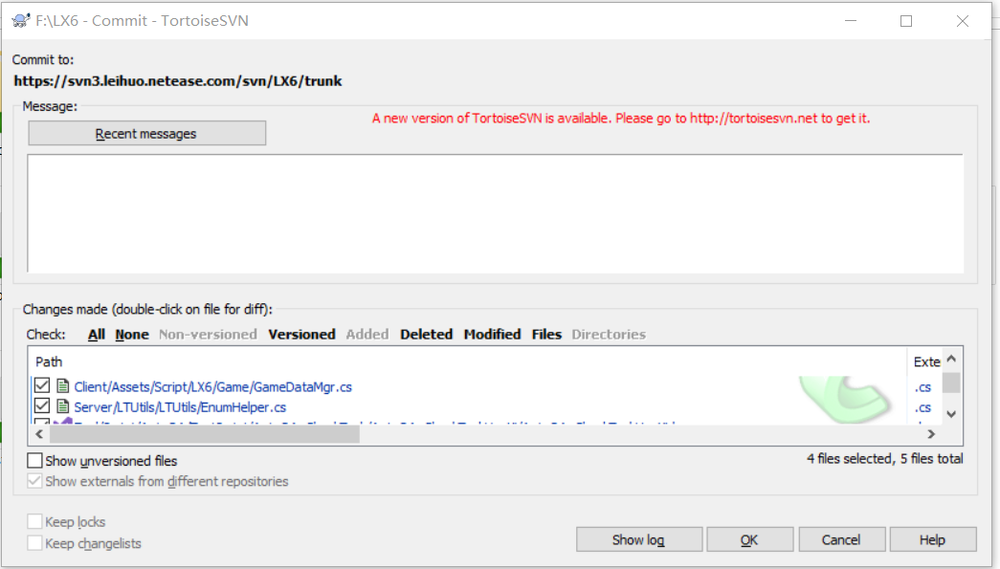 F:\LX6 - Commit - TortoiseSVN
Commit to:
https://svn3.leihuo.netease.com/svn/LX6/trunk
Message:
Recent messages
A new version of TortoiseSVN is available. Please go to http://tortoisesvn.net to get it.
Changes made (double-click on file for diff):
Check: All None Non-versioned Versioned Added Deleted Modified Files Directories
Path Exte
Client/Assets/Script/LX6/Game/GameDataMgr.cs .cs
Server/LTUtils/LTUtils/EnumHelper.cs .cs
Show unversioned files
4 files selected, 5 files total
Show externals from different repositories
Keep locks
Keep changelists
Show log OK Cancel Help